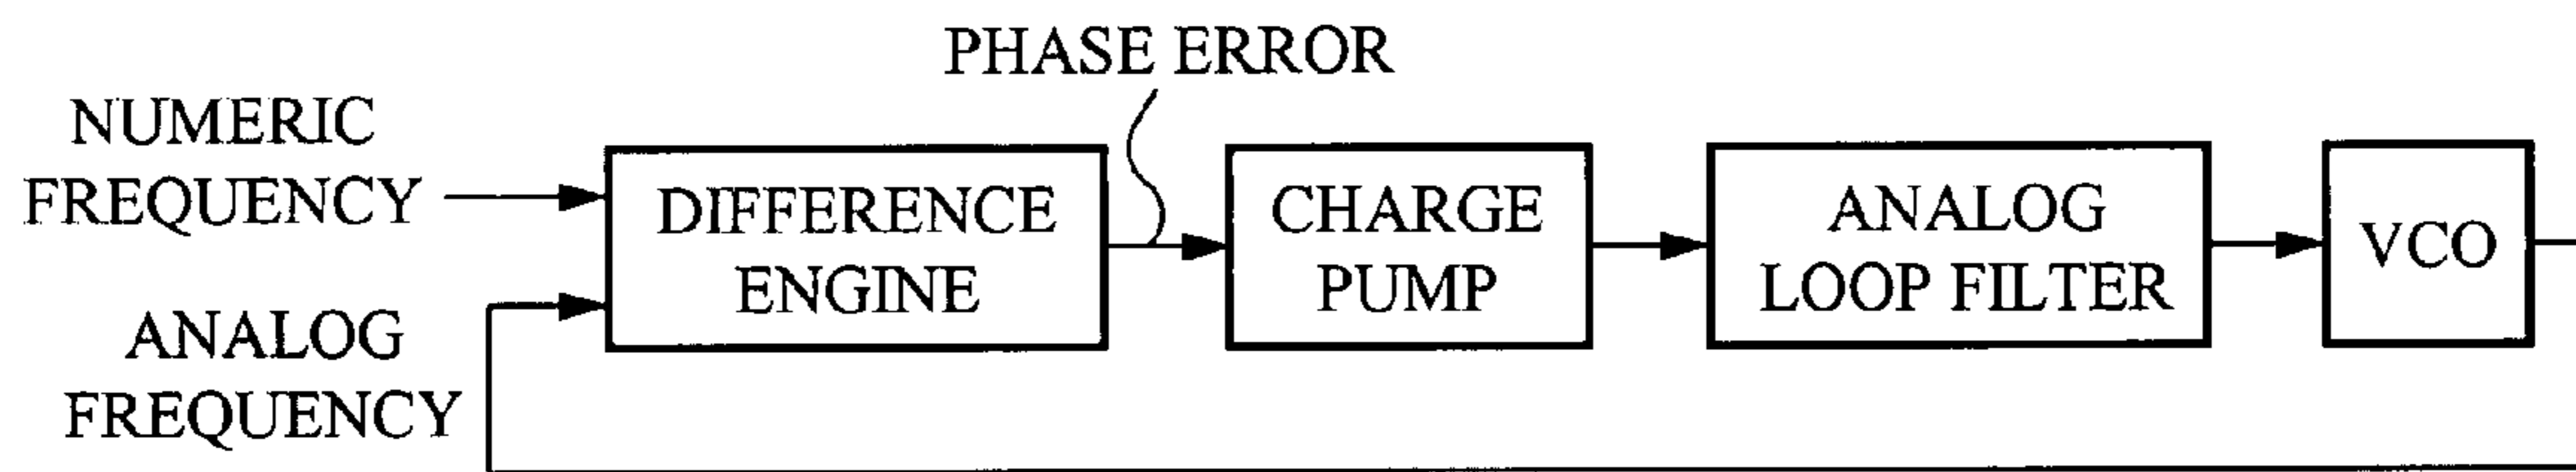 PHASE ERROR
NUMERIC
FREQUENCY
DIFFERENCE
ENGINE
CHARGE
PUMP
ANALOG
LOOP FILTER
VCO
ANALOG
FREQUENCY